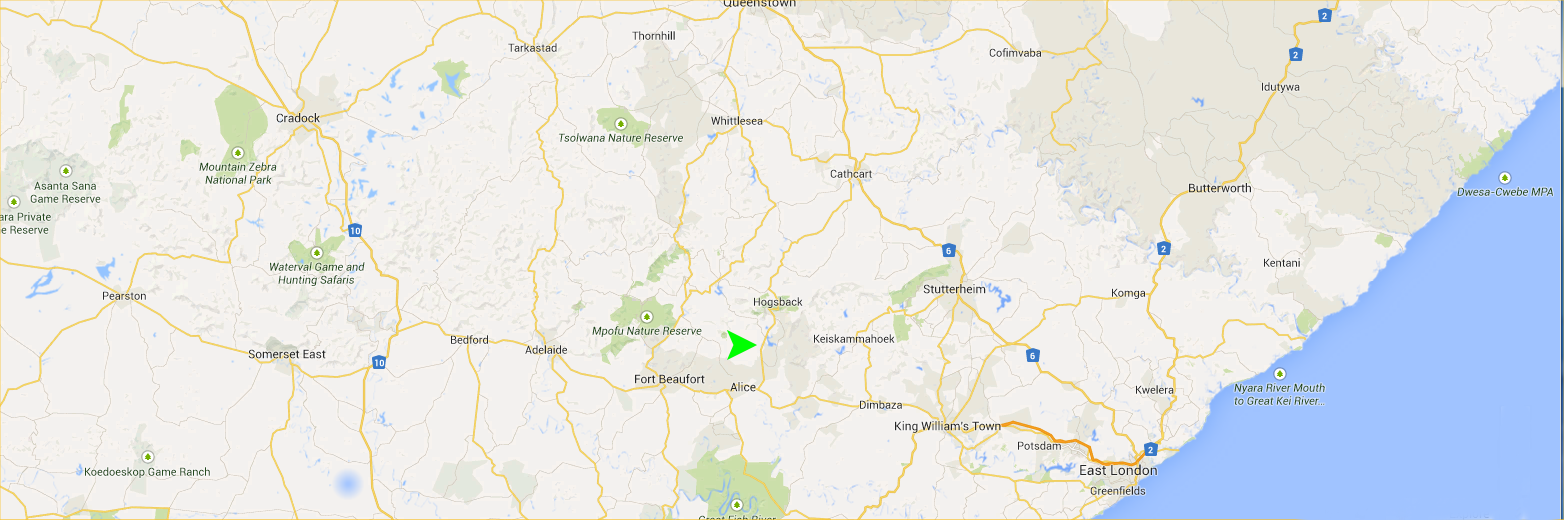 Queenstown
2
Thornhill
Tarkastad
Cofimvaba
2
Idutywa
Cradock
Whittlesea
Tsolwana Nature Reserve
Mountain Zebra
National Park
Asanta Sana
Game Reserve
Cathcart
Butterworth
Dwesa-Cwebe MPA
ara Private
e Reserve
10
6
2
Waterval Game and
Hunting Safaris
Kentani
Pearston
Stutterheim
Komga
Hogsback
Mpofu Nature Reserve
Keiskammahoek
Bedford
Adelaide
Somerset East
10
6
Fort Beaufort
Alice
Nyara River Mouth
to Great Kei River...
Kwelera
Dimbaza
King William's Town
Potsdam
2
East London
Koedoeskop Game Ranch
Greenfields
Great Fish River